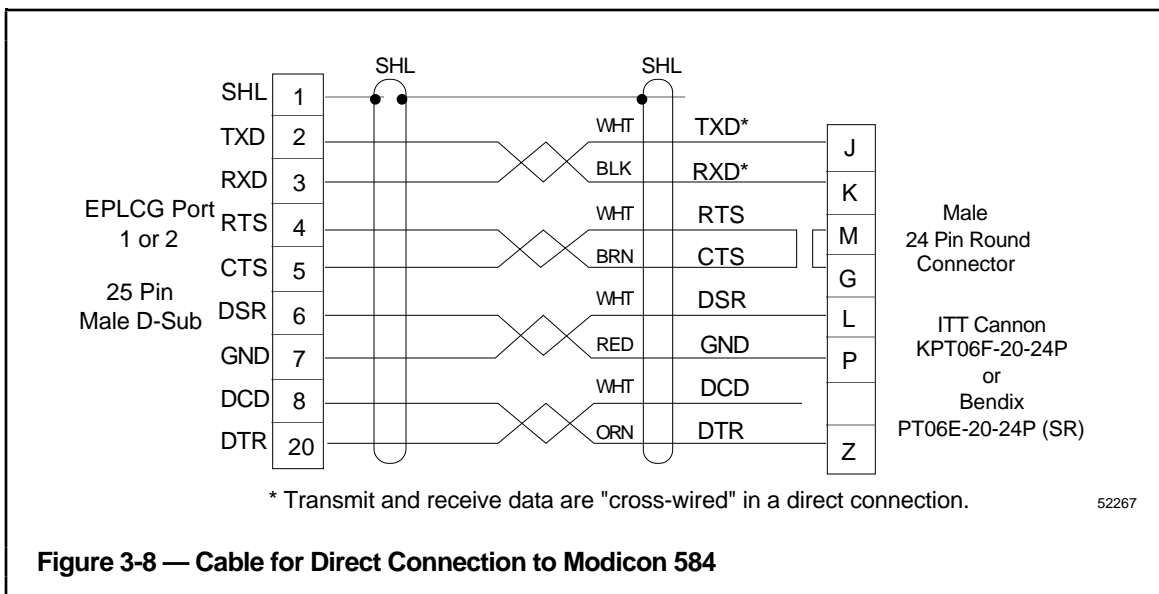 SHL SHL
SHL 1
TXD 2 WHT TXD* J
RXD 3 BLK RXD* K
EPLCG Port
1 or 2
25 Pin
Male D-Sub
RTS 4 WHT RTS M
CTS 5 BRN CTS G
DSR 6 WHT DSR L
GND 7 RED GND P
DCD 8 WHT DCD
DTR 20 ORN DTR Z
Male
24 Pin Round
Connector
ITT Cannon
KPT06F-20-24P
or
Bendix
PT06E-20-24P (SR)
* Transmit and receive data are "cross-wired" in a direct connection.
52267
Figure 3-8 — Cable for Direct Connection to Modicon 584